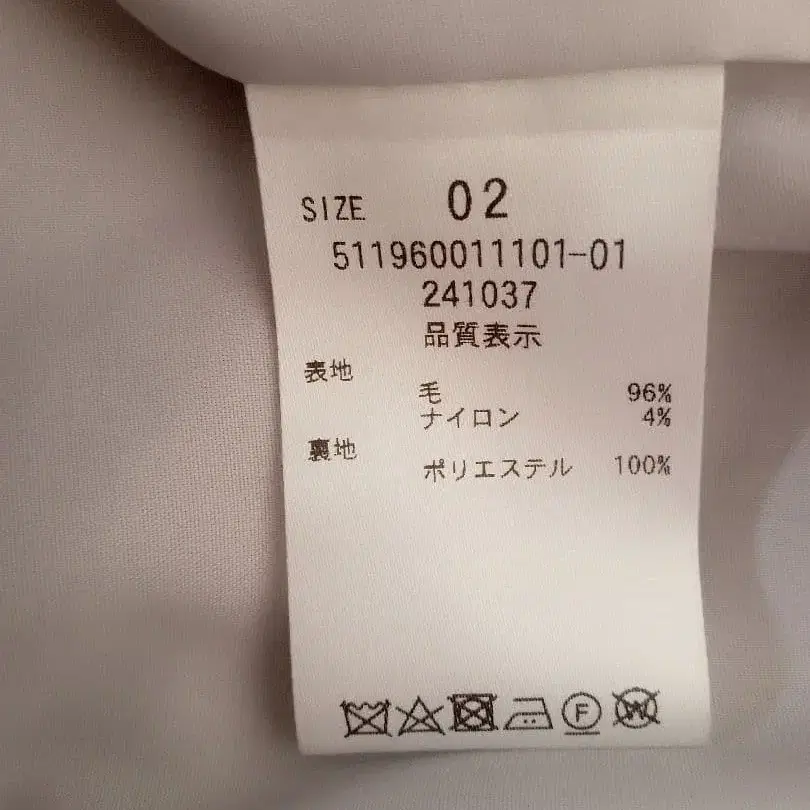 SIZE 02
511960011101-01
241037
品質表示
表地
毛 96%
ナイロン 4%
裏地
ポリエステル 100%
F W